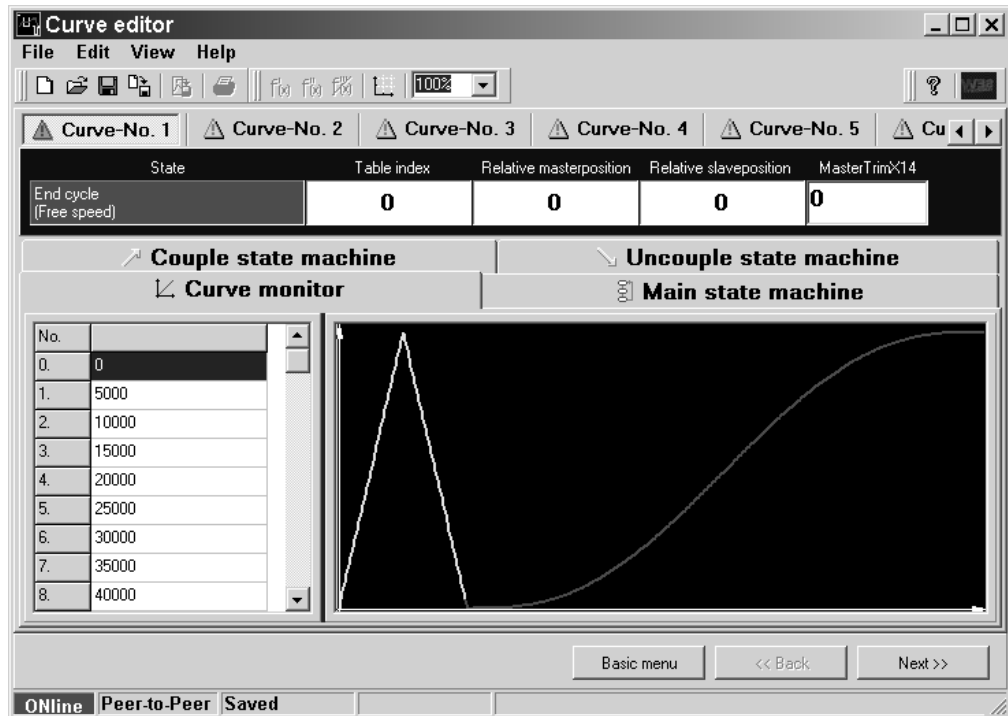 Curve editor
File Edit View Help
f(x) f'(x) f''(x) 100% ?
Curve-No. 1 Curve-No. 2 Curve-No. 3 Curve-No. 4 Curve-No. 5 Cu
State Table index Relative masterposition Relative slaveposition MasterTrimX14
End cycle
(Free speed)
0 0 0 0
Couple state machine Uncouple state machine
Curve monitor Main state machine
No.
0. 0
1. 5000
2. 10000
3. 15000
4. 20000
5. 25000
6. 30000
7. 35000
8. 40000
Basic menu << Back Next >>
ONline Peer-to-Peer Saved